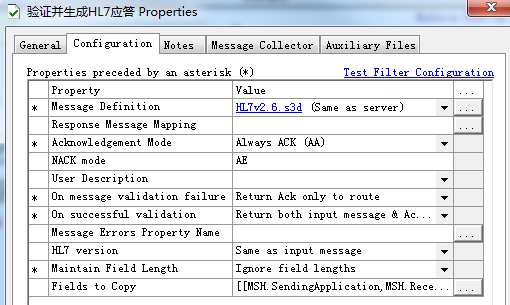 验证并生成HL7应答 Properties
General Configuration Notes Message Collector Auxiliary Files
Properties preceded by an asterisk (*) Test Filter Configuration
Property Value ...
* Message Definition HL7v2.6.s3d (Same as server) ...
Response Message Mapping ...
* Acknowledgement Mode Always ACK (AA)
NACK mode AE
User Description
* On message validation failure Return Ack only to route
* On successful validation Return both input message & Ac...
Message Errors Property Name ...
HL7 version Same as input message
* Maintain Field Length Ignore field lengths
Fields to Copy [[MSH.SendingApplication,MSH.Rece... ...